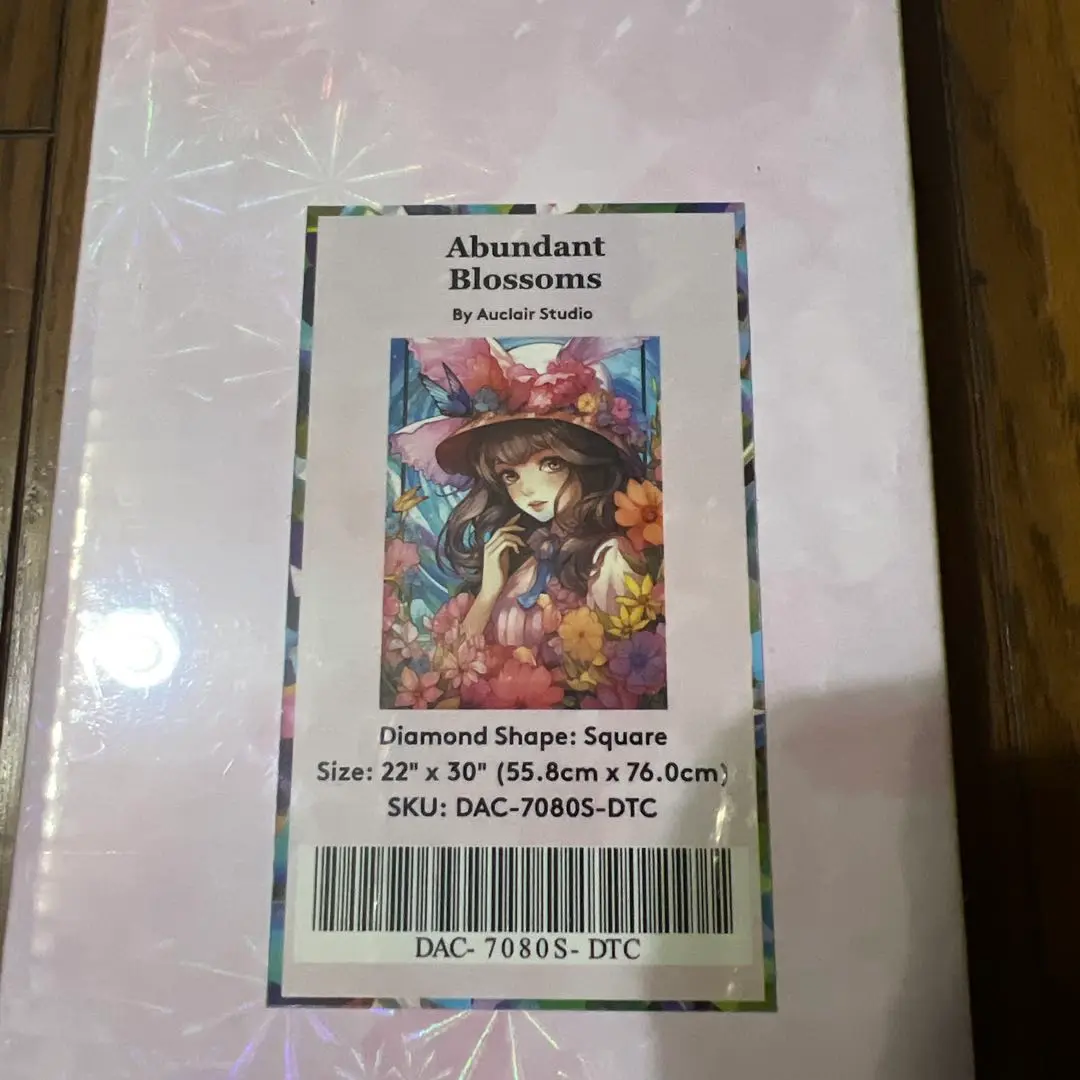 Abundant
Blossoms
By Auclair Studio
Diamond Shape: Square
Size: 22" x 30" (55.8cm x 76.0cm)
SKU: DAC-7080S-DTC
DAC- 7080S- DTC